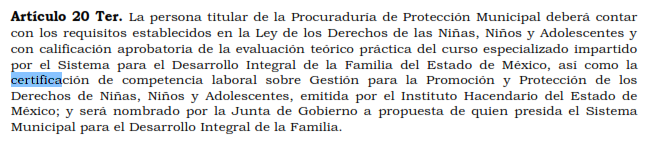 Artículo 20 Ter. La persona titular de la Procuraduría de Protección Municipal deberá contar
con los requisitos establecidos en la Ley de los Derechos de las Niñas, Niños y Adolescentes y
con calificación aprobatoria de la evaluación teórico práctica del curso especializado impartido
por el Sistema para el Desarrollo Integral de la Familia del Estado de México, así como la
certificación de competencia laboral sobre Gestión para la Promoción y Protección de los
Derechos de Niñas, Niños y Adolescentes, emitida por el Instituto Hacendario del Estado de
México; y será nombrado por la Junta de Gobierno a propuesta de quien presida el Sistema
Municipal para el Desarrollo Integral de la Familia.